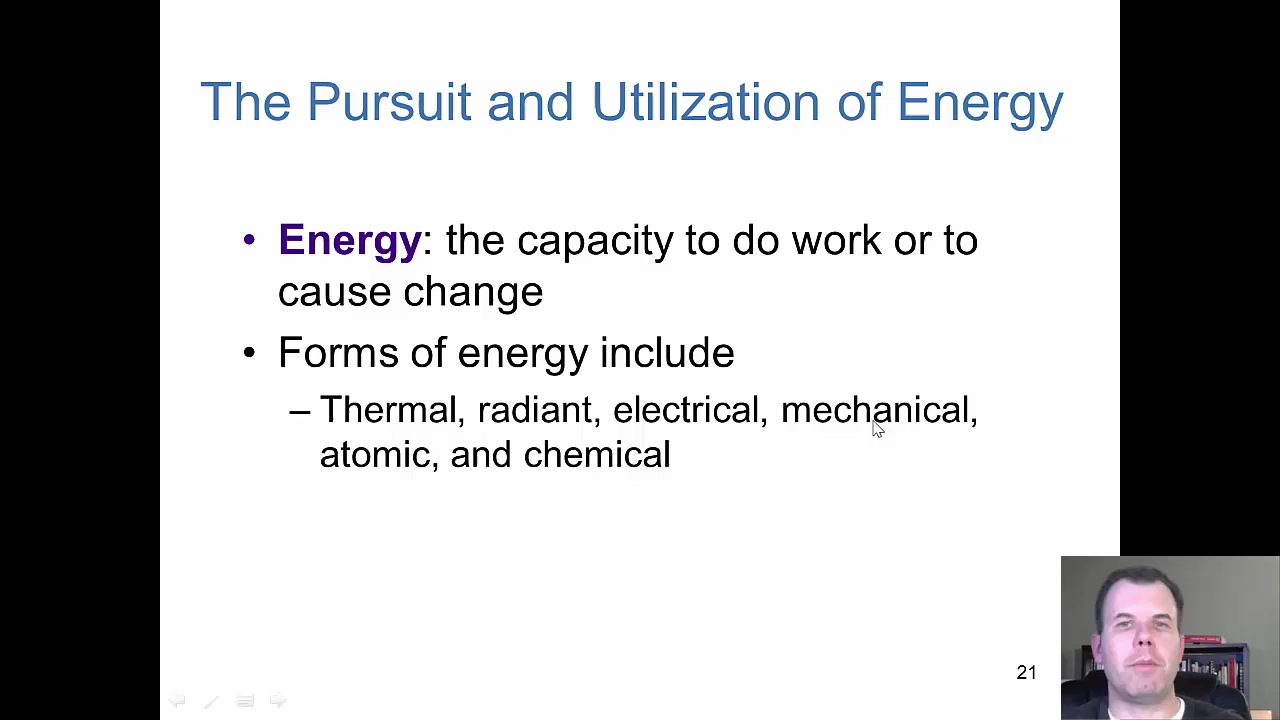 The Pursuit and Utilization of Energy
• Energy: the capacity to do work or to
cause change
• Forms of energy include
– Thermal, radiant, electrical, mechanical,
atomic, and chemical
21